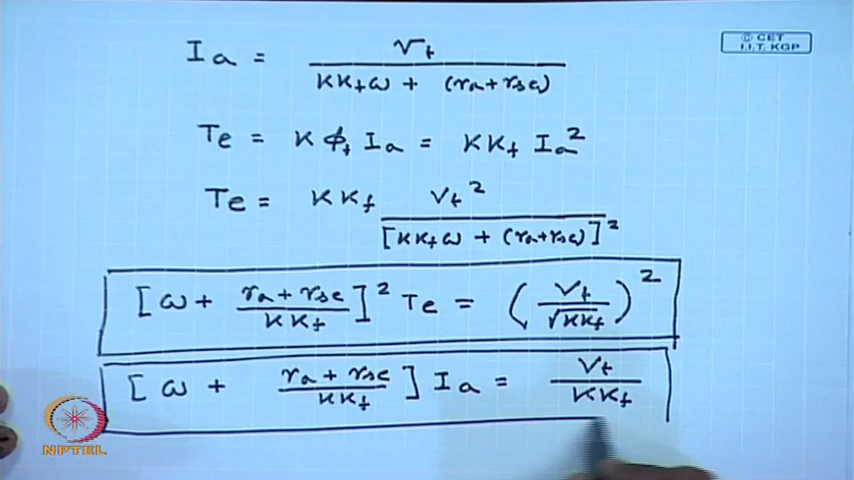 © CET
I.I.T. KGP
Ia = Vt / (KKfω + (ra+rse))
Te = K ϕf Ia = KKf Ia²
Te = KKf Vt² / [KKfω + (ra+rse)]²
[ω + (ra+rse)/(KKf)]² Te = (Vt/√KKf)²
[ω + (ra+rse)/(KKf)] Ia = Vt/(KKf)
NPTEL